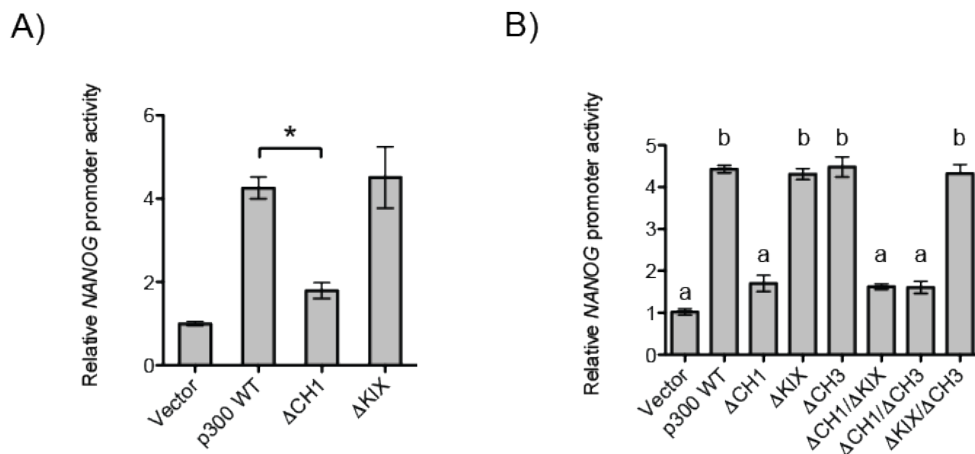 A)
Relative NANOG promoter activity
6
4
2
0
*
Vector
p300 WT
ΔCH1
ΔKIX
B)
Relative NANOG promoter activity
5
4
3
2
1
0
a
b
a
b
b
a
a
b
Vector
p300 WT
ΔCH1
ΔKIX
ΔCH3
ΔCH1/ΔKIX
ΔCH1/ΔCH3
ΔKIX/ΔCH3